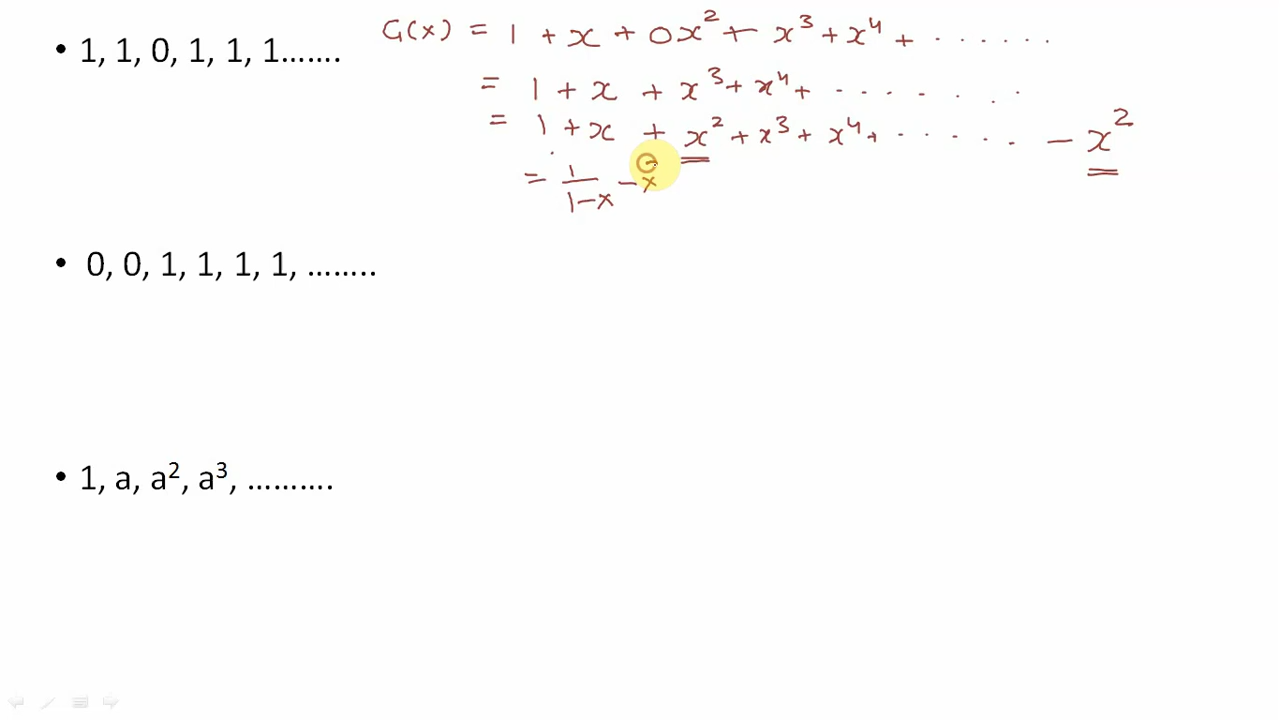 • 1, 1, 0, 1, 1, 1.......
G(x) = 1 + x + 0x² + x³ + x⁴ + . . . . . .
= 1 + x + x³ + x⁴ + . . . . . . .
= 1 + x + x² + x³ + x⁴ + . . . . . - x²
= 1/(1-x) - x
• 0, 0, 1, 1, 1, 1, ........
• 1, a, a², a³, ..........